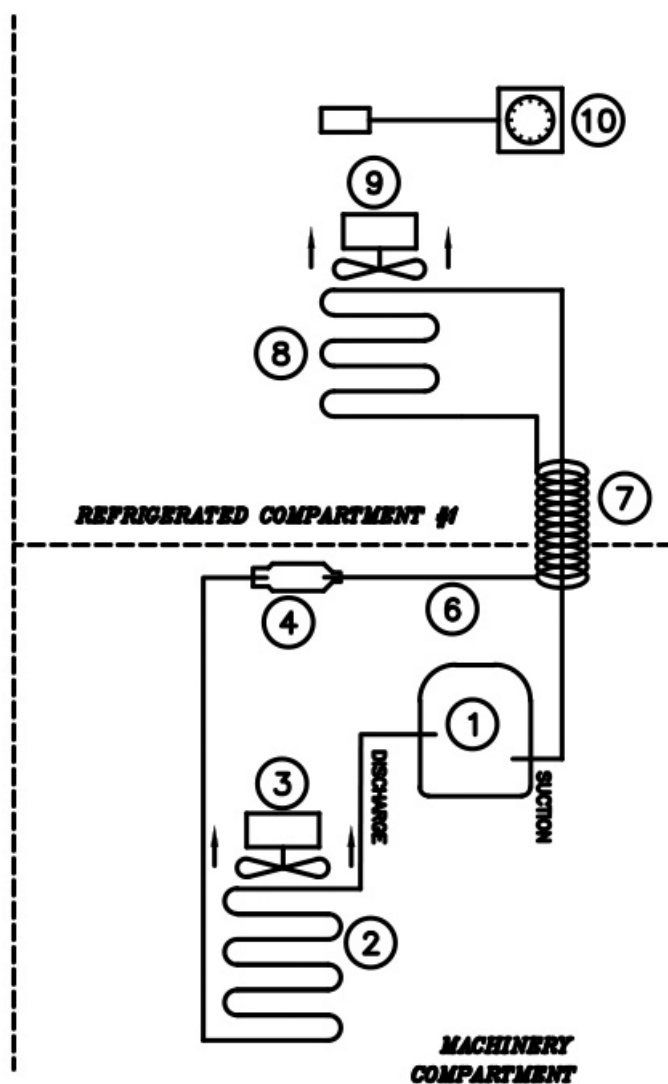 10
9
8
7
REFRIGERATED COMPARTMENT #1
4
6
1
DISCHARGE
SUCTION
3
2
MACHINERY
COMPARTMENT